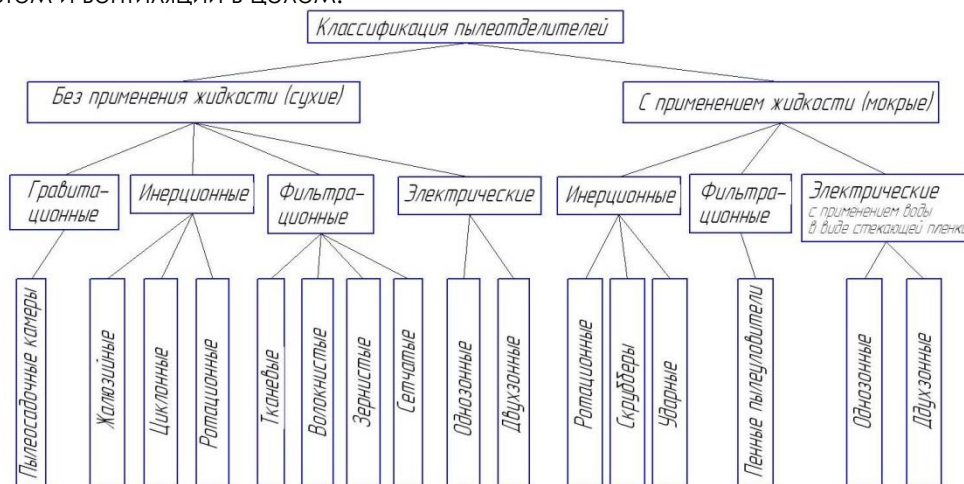 и вентиляции в целом.
Классификация пылеотделителей
Без применения жидкости (сухие)
С применением жидкости (мокрые)
Гравита-
ционные
Инерционные
Фильтра-
ционные
Электрические
Инерционные
Фильтра-
ционные
Электрические
с применением воды
в виде стекающей пленки
Пылеосадочные камеры
Жалюзийные
Циклонные
Ротационные
Тканевые
Волокнистые
Зернистые
Сетчатые
Однозонные
Двухзонные
Ротационные
Скрубберы
Ударные
Пенные пылеуловители
Однозонные
Ддухзонные